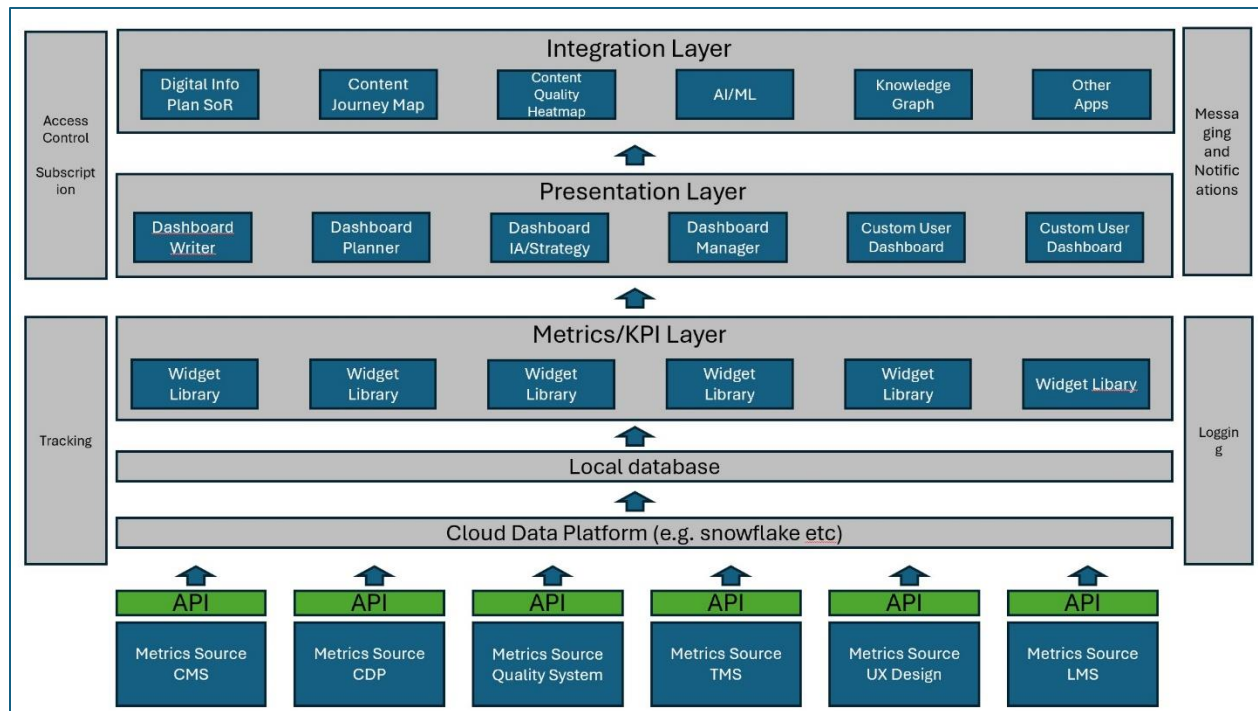 Integration Layer
Digital Info
Plan SoR
Content
Journey Map
Content
Quality
Heatmap
AI/ML
Knowledge
Graph
Other
Apps
Access
Control
Subscript
ion
Messa
ging
and
Notific
ations
Presentation Layer
Dashboard
Writer
Dashboard
Planner
Dashboard
IA/Strategy
Dashboard
Manager
Custom User
Dashboard
Custom User
Dashboard
Metrics/KPI Layer
Widget
Library
Widget
Library
Widget
Library
Widget
Library
Widget
Library
Widget Libary
Tracking
Loggin
g
Local database
Cloud Data Platform (e.g. snowflake etc)
API
API
API
API
API
API
Metrics Source
CMS
Metrics Source
CDP
Metrics Source
Quality System
Metrics Source
TMS
Metrics Source
UX Design
Metrics Source
LMS